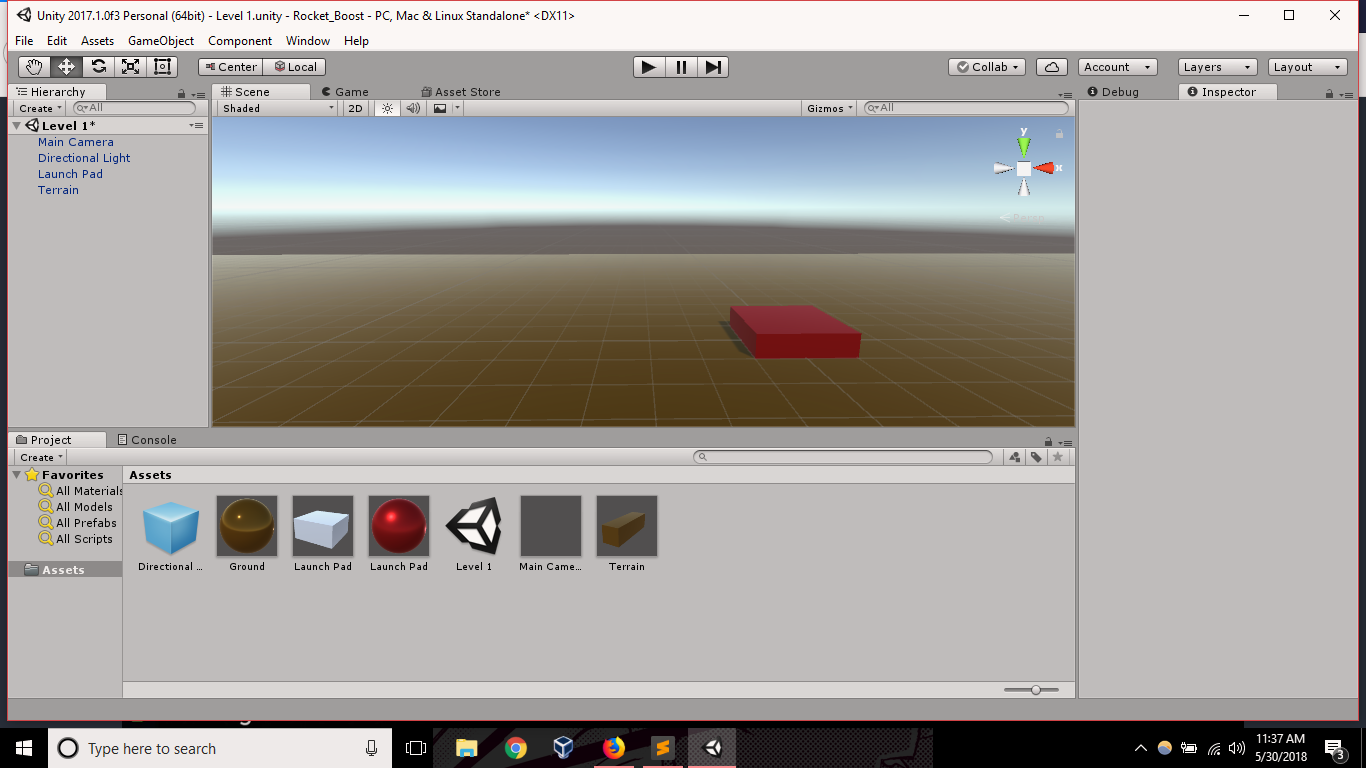 Unity 2017.1.0f3 Personal (64bit) - Level 1.unity - Rocket_Boost - PC, Mac & Linux Standalone* <DX11>
File Edit Assets GameObject Component Window Help
Center Local Collab Account Layers Layout
Hierarchy
Create All
Level 1*
Main Camera
Directional Light
Launch Pad
Terrain
Scene Game Asset Store
Shaded 2D Gizmos All
y
x
Persp
Debug Inspector
Project Console
Create
Favorites
All Materials
All Models
All Prefabs
All Scripts
Assets
Assets
Directional ...
Ground
Launch Pad
Launch Pad
Level 1
Main Came...
Terrain
Type here to search
11:37 AM
5/30/2018
3